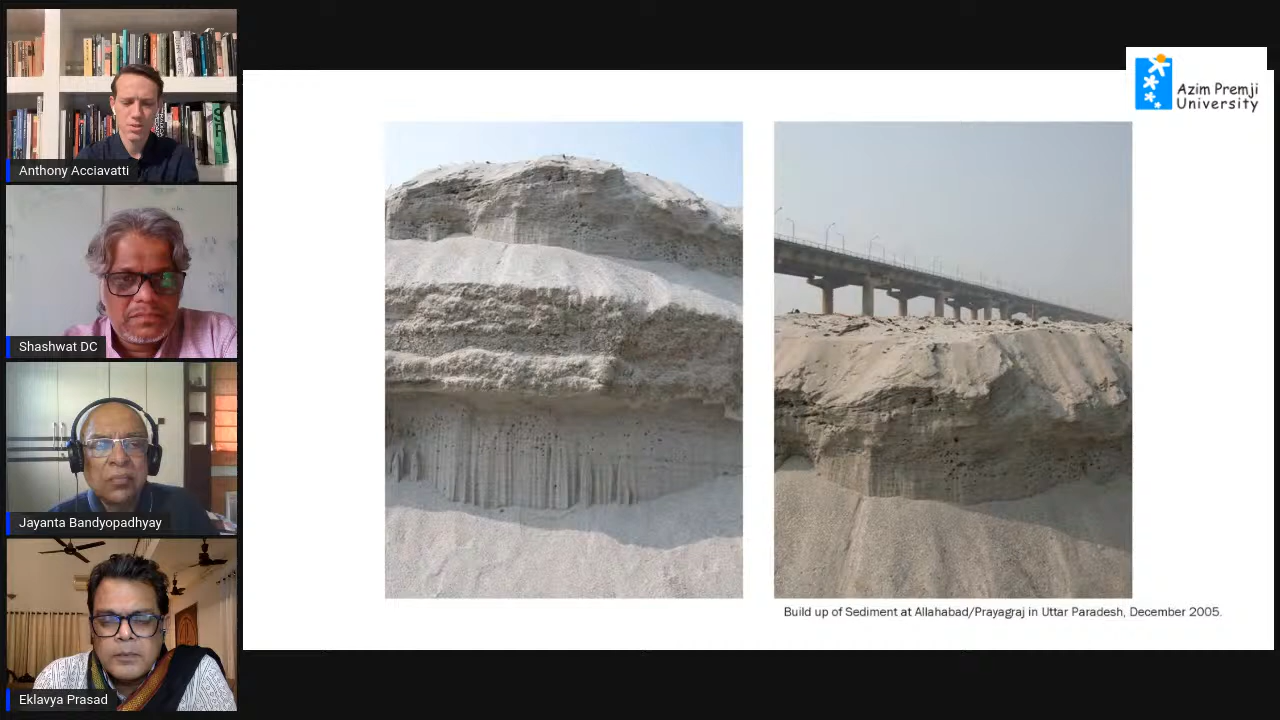 Anthony Acciavatti
Shashwat DC
Jayanta Bandyopadhyay
Eklavya Prasad
Azim Premji
University
Build up of Sediment at Allahabad/Prayagraj in Uttar Paradesh, December 2005.